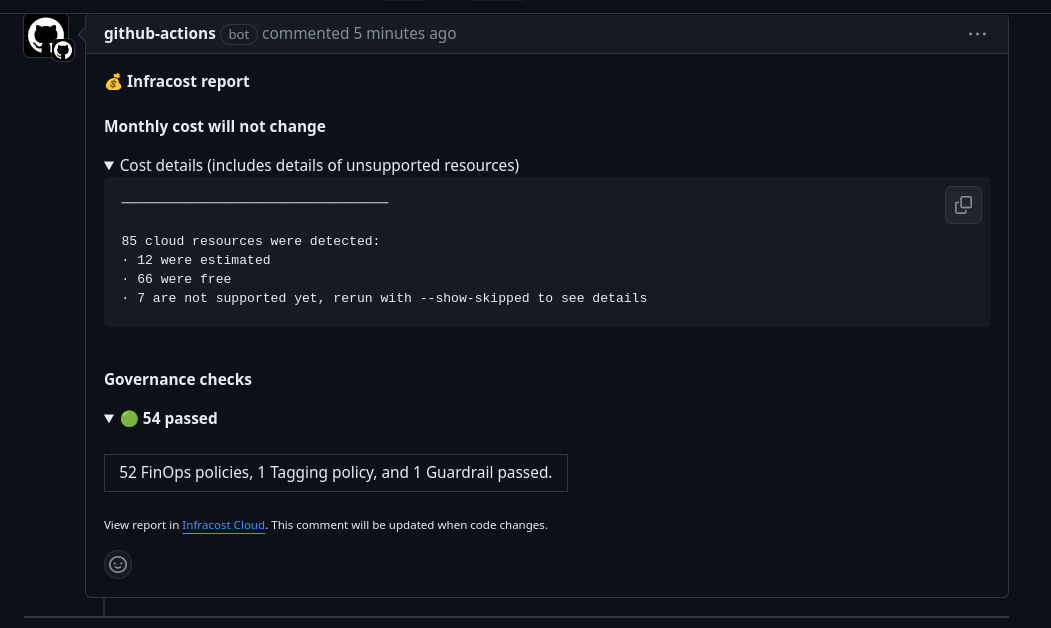 github-actions bot commented 5 minutes ago
💰 Infracost report
Monthly cost will not change
▼ Cost details (includes details of unsupported resources)
──────────────────────────────────
85 cloud resources were detected:
∙ 12 were estimated
∙ 66 were free
∙ 7 are not supported yet, rerun with --show-skipped to see details
Governance checks
▼ 🟢 54 passed
52 FinOps policies, 1 Tagging policy, and 1 Guardrail passed.
View report in Infracost Cloud. This comment will be updated when code changes.